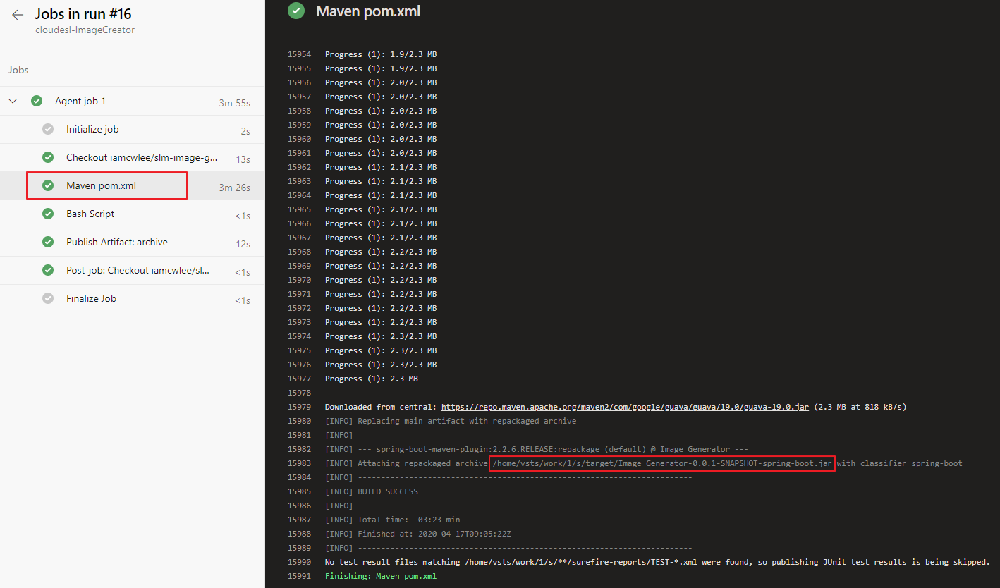 Jobs in run #16
cloudesl-ImageCreator
Jobs
Agent job 1 3m 55s
Initialize job 2s
Checkout iamcwlee/slm-image-g... 13s
Maven pom.xml 3m 26s
Bash Script <1s
Publish Artifact: archive 12s
Post-job: Checkout iamcwlee/sl... <1s
Finalize Job <1s
Maven pom.xml
15954 Progress (1): 1.9/2.3 MB
15955 Progress (1): 1.9/2.3 MB
15956 Progress (1): 2.0/2.3 MB
15957 Progress (1): 2.0/2.3 MB
15958 Progress (1): 2.0/2.3 MB
15959 Progress (1): 2.0/2.3 MB
15960 Progress (1): 2.0/2.3 MB
15961 Progress (1): 2.0/2.3 MB
15962 Progress (1): 2.1/2.3 MB
15963 Progress (1): 2.1/2.3 MB
15964 Progress (1): 2.1/2.3 MB
15965 Progress (1): 2.1/2.3 MB
15966 Progress (1): 2.1/2.3 MB
15967 Progress (1): 2.1/2.3 MB
15968 Progress (1): 2.2/2.3 MB
15969 Progress (1): 2.2/2.3 MB
15970 Progress (1): 2.2/2.3 MB
15971 Progress (1): 2.2/2.3 MB
15972 Progress (1): 2.2/2.3 MB
15973 Progress (1): 2.2/2.3 MB
15974 Progress (1): 2.3/2.3 MB
15975 Progress (1): 2.3/2.3 MB
15976 Progress (1): 2.3/2.3 MB
15977 Progress (1): 2.3 MB
15978
15979 Downloaded from central: https://repo.maven.apache.org/maven2/com/google/guava/guava/19.0/guava-19.0.jar (2.3 MB at 818 kB/s)
15980 [INFO] Replacing main artifact with repackaged archive
15981 [INFO]
15982 [INFO] --- spring-boot-maven-plugin:2.2.6.RELEASE:repackage (default) @ Image_Generator ---
15983 [INFO] Attaching repackaged archive /home/vsts/work/1/s/target/Image_Generator-0.0.1-SNAPSHOT-spring-boot.jar with classifier spring-boot
15984 [INFO] ------------------------------------------------------------------------
15985 [INFO] BUILD SUCCESS
15986 [INFO] ------------------------------------------------------------------------
15987 [INFO] Total time:  03:23 min
15988 [INFO] Finished at: 2020-04-17T09:05:22Z
15989 [INFO] ------------------------------------------------------------------------
15990 No test result files matching /home/vsts/work/1/s/**/surefire-reports/TEST-*.xml were found, so publishing JUnit test results is being skipped.
15991 Finishing: Maven pom.xml